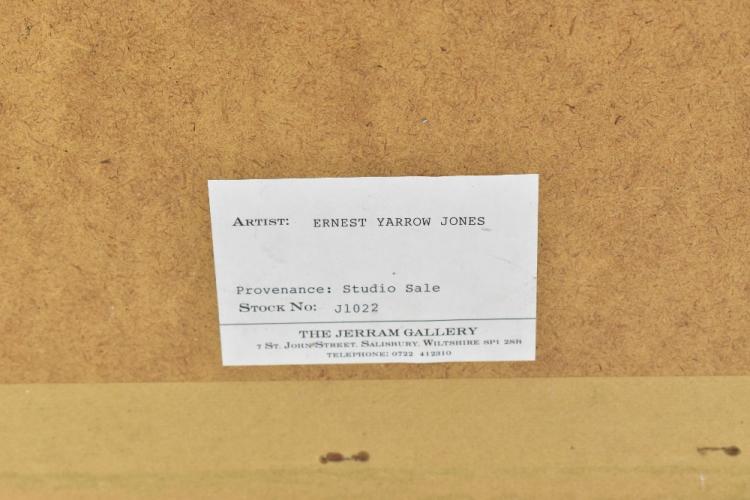 ARTIST: ERNEST YARROW JONES
Provenance: Studio Sale
STOCK NO: J1022
THE JERRAM GALLERY
7 ST. JOHN STREET, SALISBURY, WILTSHIRE SP1 2SB
TELEPHONE: 0722 412310